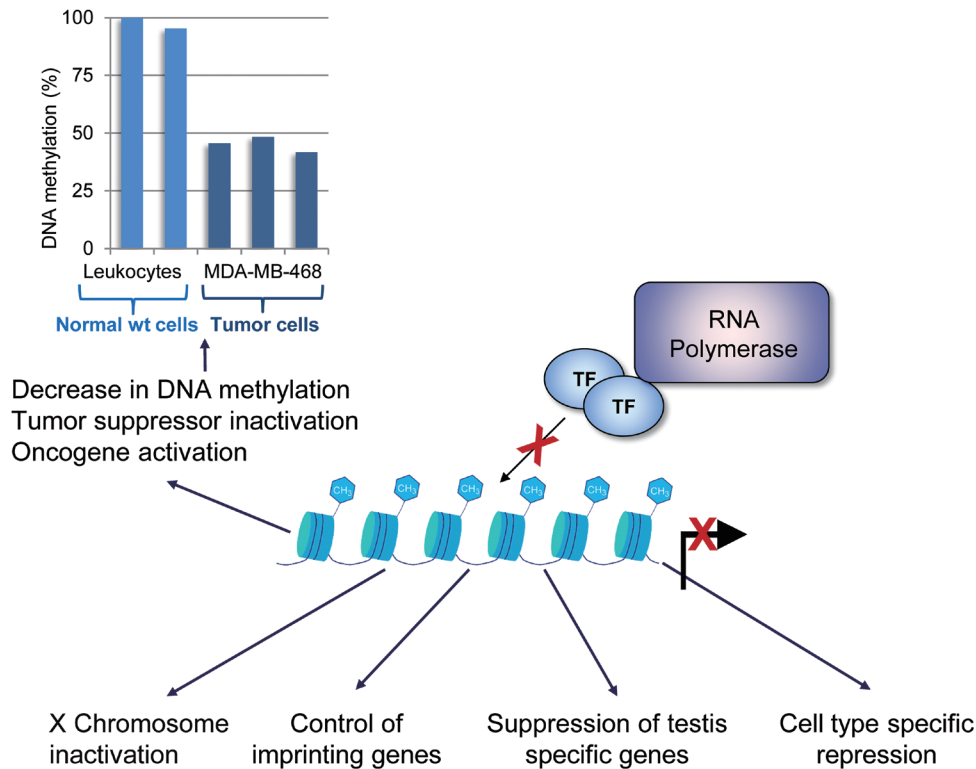 100
75
50
25
0
DNA methylation (%)
Leukocytes MDA-MB-468
Normal wt cells Tumor cells
Decrease in DNA methylation
Tumor suppressor inactivation
Oncogene activation
RNA
Polymerase
TF
TF
X
CH₃ CH₃ CH₃ CH₃ CH₃ CH₃
X
X Chromosome
inactivation
Control of
imprinting genes
Suppression of testis
specific genes
Cell type specific
repression